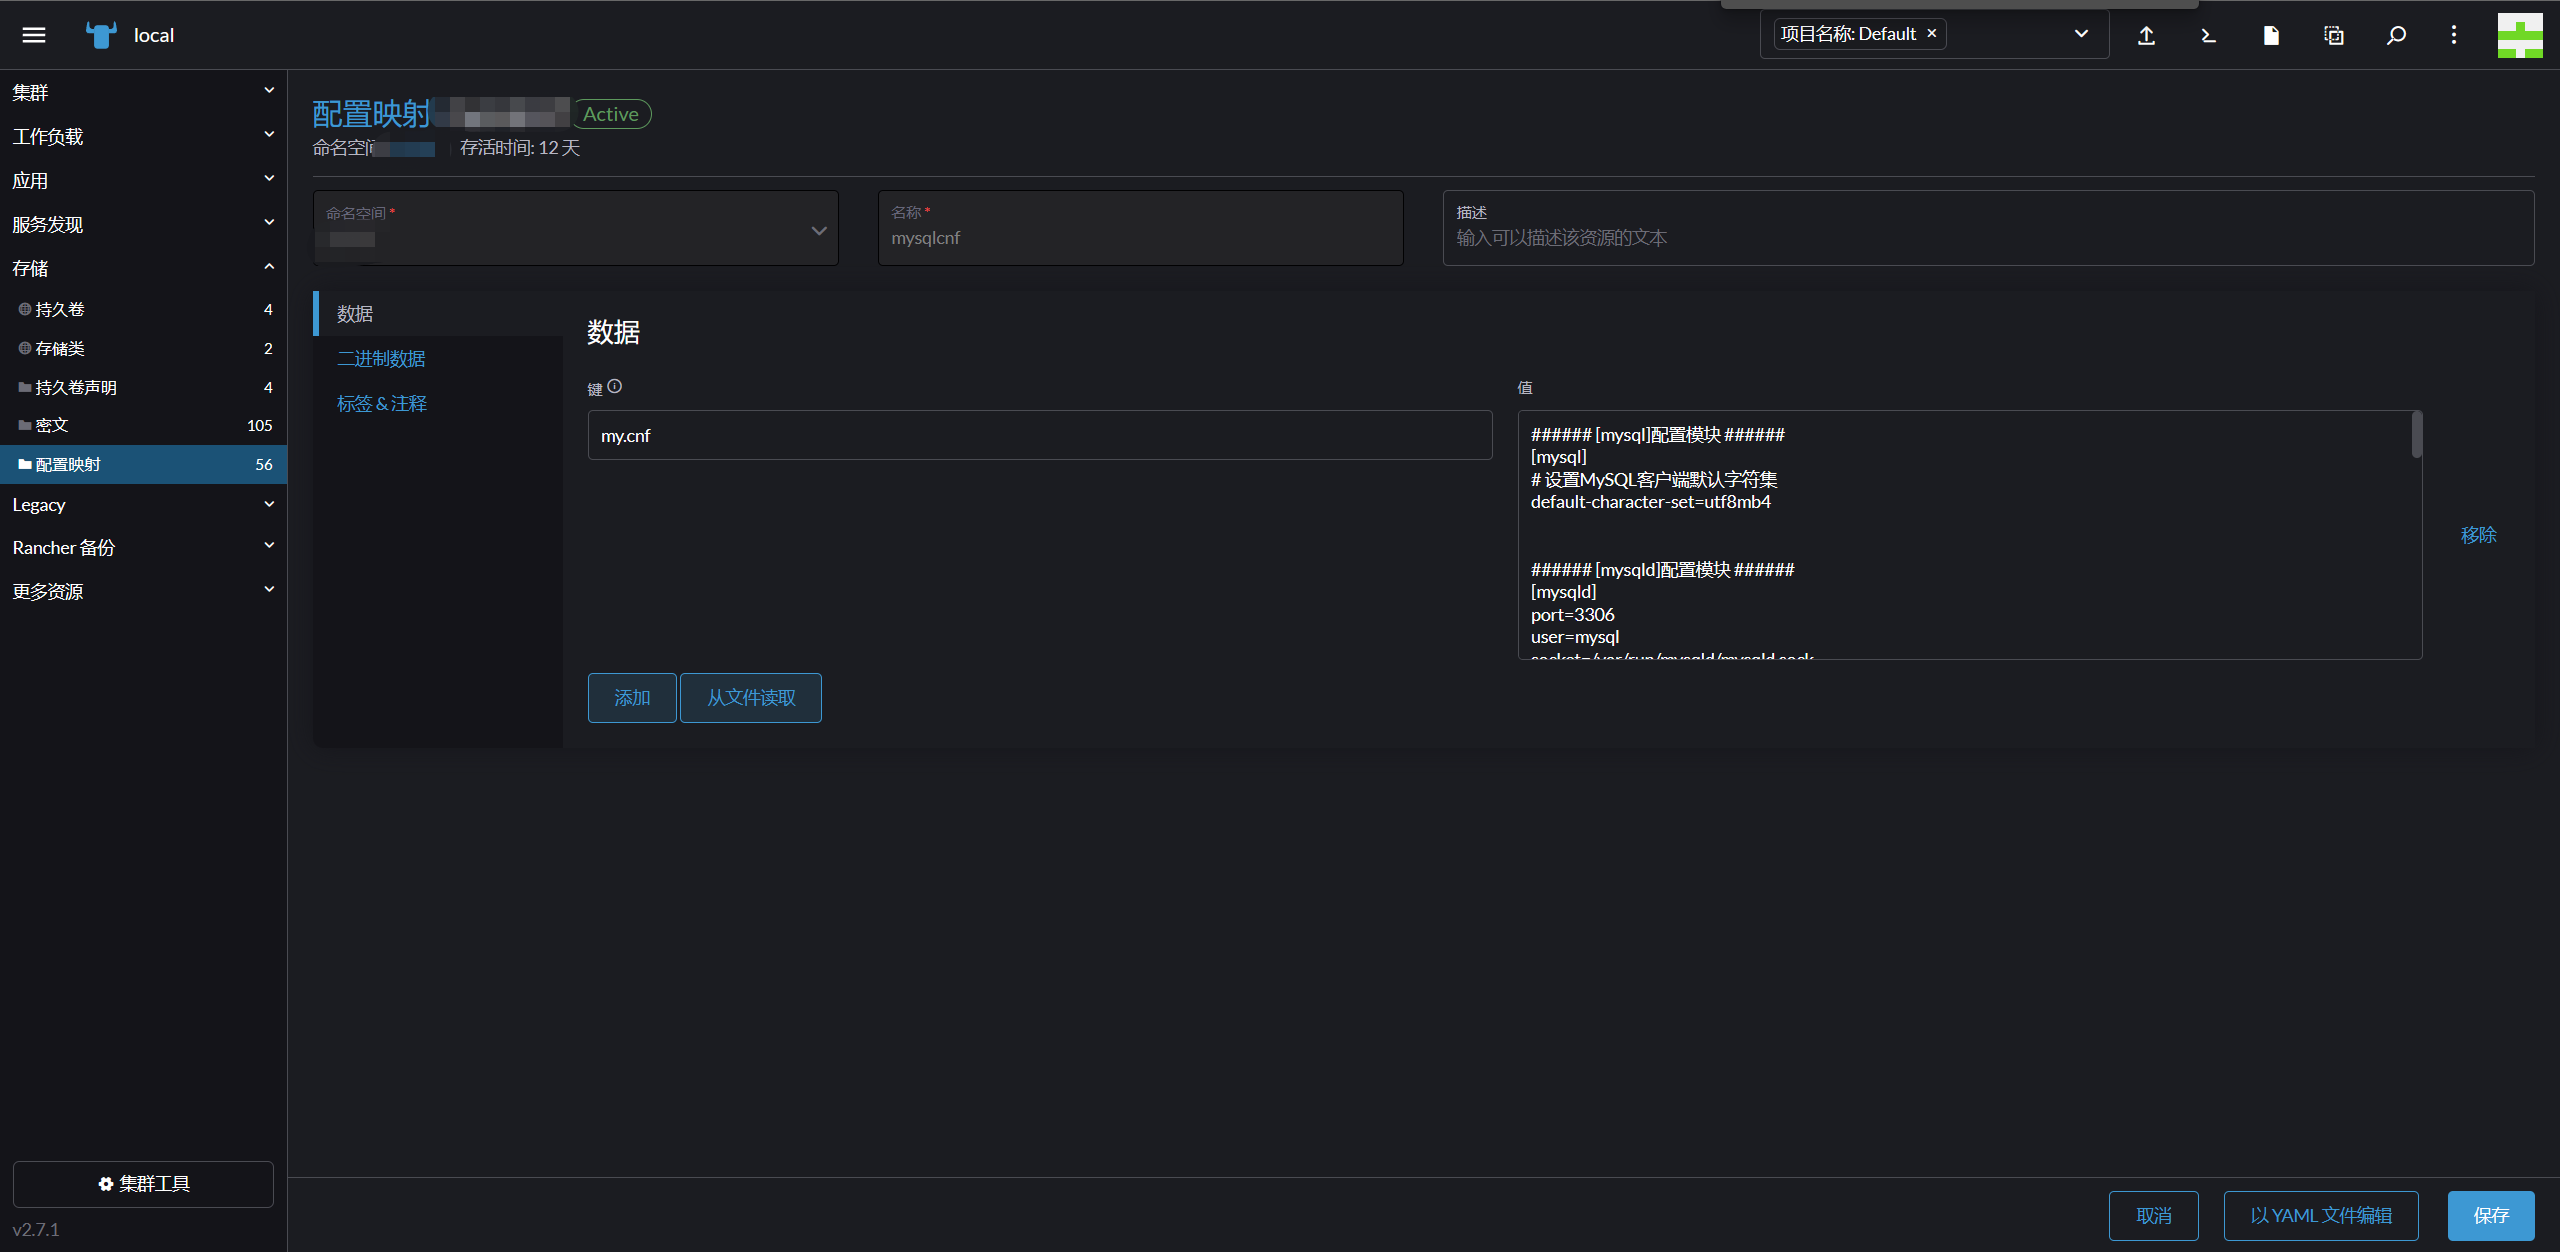 local
项目名称: Default ×
集群
工作负载
应用
服务发现
存储
持久卷 4
存储类 2
持久卷声明 4
密文 105
配置映射 56
Legacy
Rancher 备份
更多资源
集群工具
v2.7.1
配置映射 Active
命名空间 存活时间: 12 天
命名空间 *
名称 *
mysqlcnf
描述
输入可以描述该资源的文本
数据
二进制数据
标签 & 注释
数据
键
my.cnf
值
###### [mysql]配置模块 ######
[mysql]
# 设置MySQL客户端默认字符集
default-character-set=utf8mb4
###### [mysqld]配置模块 ######
[mysqld]
port=3306
user=mysql
socket=/var/run/mysqld/mysqld.sock
移除
添加
从文件读取
取消
以 YAML 文件编辑
保存